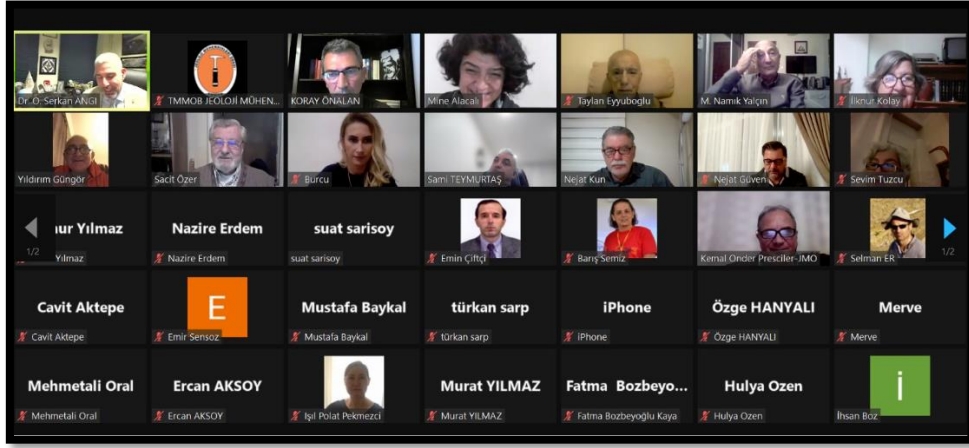 Dr. Ö. Serkan ANGI
TMMOB JEOLOJİ MÜHEN...
KORAY ÖNALAN
Mine Alacalı
Taylan Eyyuboglu
M. Namık Yalçın
İlknur Kolay
Yıldırım Güngör
Sacit Özer
Burcu
Sami TEYMURTAŞ
Nejat Kun
Nejat Güven
Sevim Tuzcu
ur Yılmaz
1/2
Yılmaz
Nazire Erdem
Nazire Erdem
suat sarisoy
suat sarisoy
Emin Çiftçi
Barış Semiz
Kemal Önder Presciler-JMO
Selman ER
1/2
Cavit Aktepe
Cavit Aktepe
E
Emir Sensoz
Mustafa Baykal
Mustafa Baykal
türkan sarp
türkan sarp
iPhone
iPhone
Özge HANYALI
Özge HANYALI
Merve
Merve
Mehmetali Oral
Mehmetali Oral
Ercan AKSOY
Ercan AKSOY
Işıl Polat Pekmezci
Murat YILMAZ
Murat YILMAZ
Fatma Bozbeyo...
Fatma Bozbeyoğlu Kaya
Hulya Ozen
Hulya Ozen
i
İhsan Boz